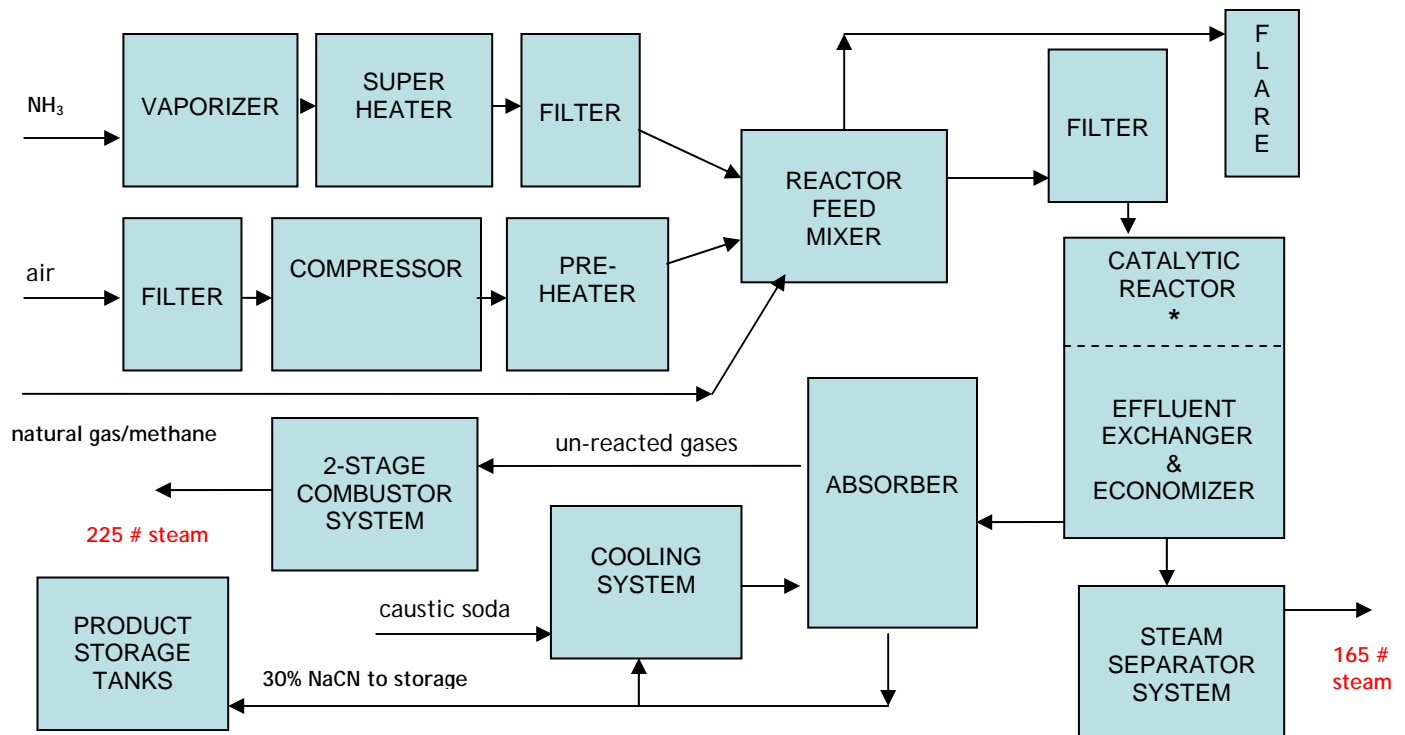 NH₃
VAPORIZER
SUPER
HEATER
FILTER
REACTOR
FEED
MIXER
FILTER
F
L
A
R
E
air
FILTER
COMPRESSOR
PRE-
HEATER
CATALYTIC
REACTOR
*
EFFLUENT
EXCHANGER
&
ECONOMIZER
natural gas/methane
un-reacted gases
2-STAGE
COMBUSTOR
SYSTEM
225 # steam
ABSORBER
COOLING
SYSTEM
caustic soda
PRODUCT
STORAGE
TANKS
30% NaCN to storage
STEAM
SEPARATOR
SYSTEM
165 #
steam